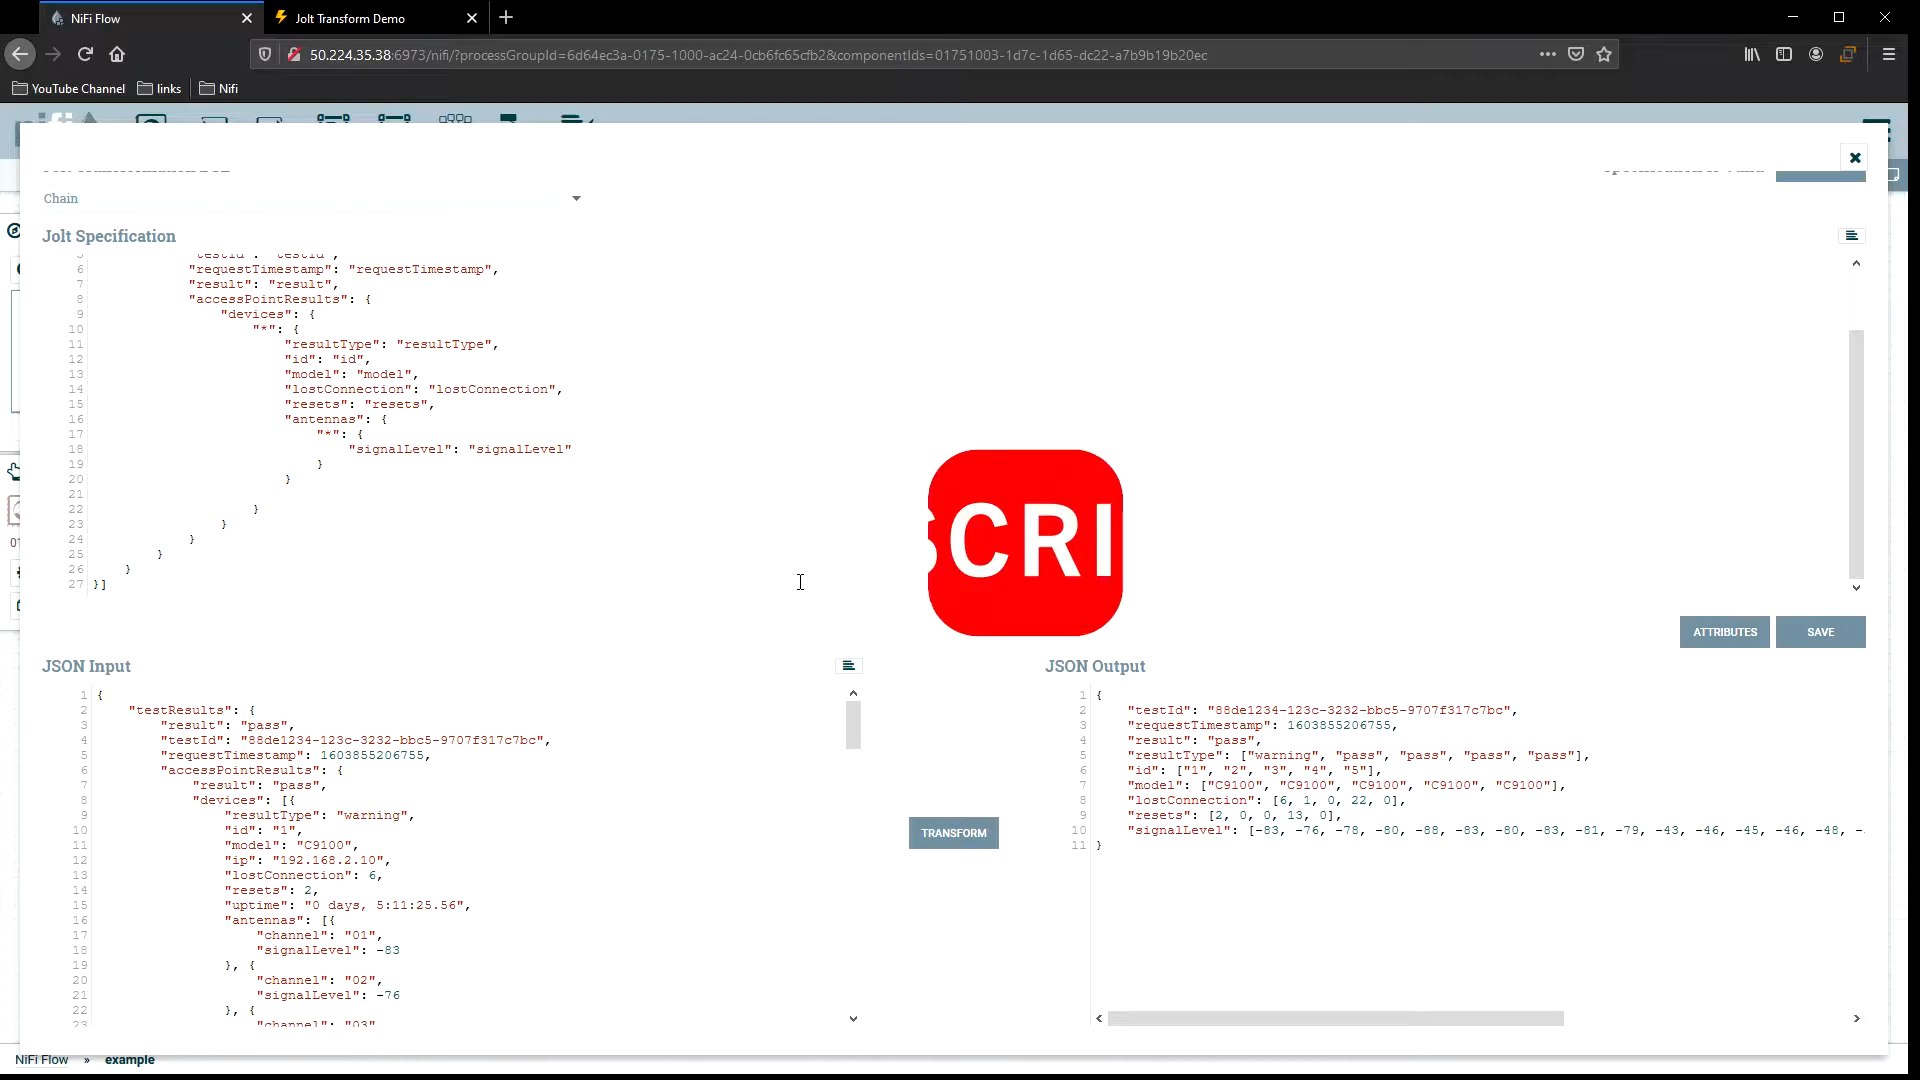 NiFi Flow
Jolt Transform Demo
50.224.35.38:6973/nifi/?processGroupId=6d64ec3a-0175-1000-ac24-0cb6fc65cfb2&componentIds=01751003-1d7c-1d65-dc22-a7b9b19b20ec
YouTube Channel
links
Nifi
Chain
Jolt Specification
5 "testId": "testId",
6 "requestTimestamp": "requestTimestamp",
7 "result": "result",
8 "accessPointResults": {
9 "devices": {
10 "*": {
11 "resultType": "resultType",
12 "id": "id",
13 "model": "model",
14 "lostConnection": "lostConnection",
15 "resets": "resets",
16 "antennas": {
17 "*": {
18 "signalLevel": "signalLevel"
19 }
20 }
21
22 }
23 }
24 }
25 }
26 }
27 }]
SCRI
ATTRIBUTES
SAVE
JSON Input
1 {
2 "testResults": {
3 "result": "pass",
4 "testId": "88de1234-123c-3232-bbc5-9707f317c7bc",
5 "requestTimestamp": 1603855206755,
6 "accessPointResults": {
7 "result": "pass",
8 "devices": [{
9 "resultType": "warning",
10 "id": "1",
11 "model": "C9100",
12 "ip": "192.168.2.10",
13 "lostConnection": 6,
14 "resets": 2,
15 "uptime": "0 days, 5:11:25.56",
16 "antennas": [{
17 "channel": "01",
18 "signalLevel": -83
19 }, {
20 "channel": "02",
21 "signalLevel": -76
22 }, {
23 "channel": "03"
TRANSFORM
JSON Output
1 {
2 "testId": "88de1234-123c-3232-bbc5-9707f317c7bc",
3 "requestTimestamp": 1603855206755,
4 "result": "pass",
5 "resultType": ["warning", "pass", "pass", "pass", "pass"],
6 "id": ["1", "2", "3", "4", "5"],
7 "model": ["C9100", "C9100", "C9100", "C9100", "C9100"],
8 "lostConnection": [6, 1, 0, 22, 0],
9 "resets": [2, 0, 0, 13, 0],
10 "signalLevel": [-83, -76, -78, -80, -88, -83, -80, -83, -81, -79, -43, -46, -45, -46, -48, -
11 }
NiFi Flow » example